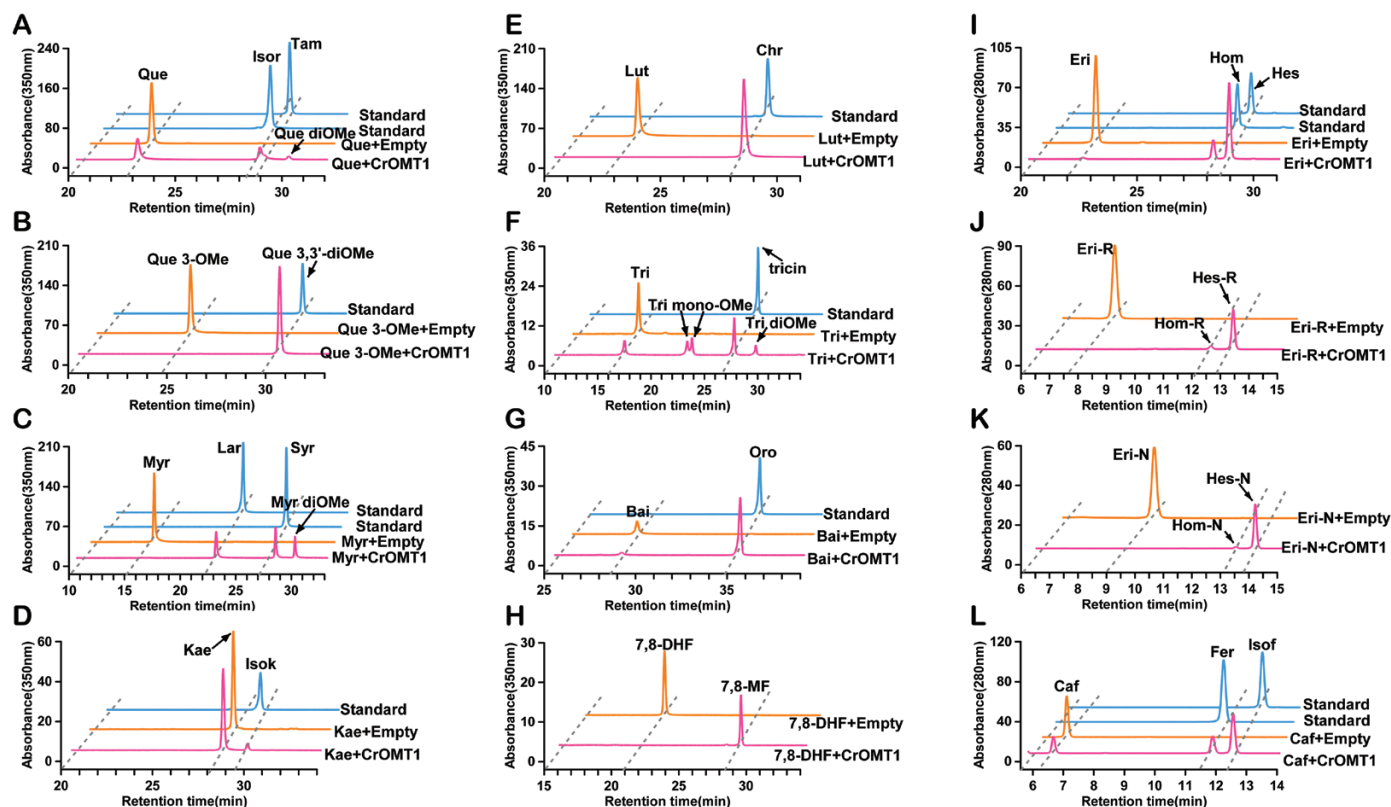 A
Absorbance(350nm)
240
160
80
0
Que
Isor
Tam
Standard
Standard
Que diOMe
Que+Empty
Que+CrOMT1
20
25
30
Retention time(min)
B
Absorbance(350nm)
210
140
70
0
Que 3-OMe
Que 3,3'-diOMe
Standard
Que 3-OMe+Empty
Que 3-OMe+CrOMT1
20
25
30
Retention time(min)
C
Absorbance(350nm)
210
140
70
0
Myr
Lar
Syr
Myr diOMe
Standard
Standard
Myr+Empty
Myr+CrOMT1
10
15
20
25
30
Retention time(min)
D
Absorbance(350nm)
60
40
20
0
Kae
Isok
Standard
Kae+Empty
Kae+CrOMT1
20
25
30
Retention time(min)
E
Absorbance(350nm)
210
140
70
0
Lut
Chr
Standard
Lut+Empty
Lut+CrOMT1
20
25
30
Retention time(min)
F
Absorbance(350nm)
36
24
12
0
Tri
Tri mono-OMe
tricin
Tri diOMe
Standard
Tri+Empty
Tri+CrOMT1
10
15
20
25
30
Retention time(min)
G
Absorbance(350nm)
45
30
15
0
Bai
Oro
Standard
Bai+Empty
Bai+CrOMT1
25
30
35
Retention time(min)
H
Absorbance(350nm)
30
20
10
0
7,8-DHF
7,8-MF
7,8-DHF+Empty
7,8-DHF+CrOMT1
20
25
30
Retention time(min)
I
Absorbance(280nm)
105
70
35
0
Eri
Hom
Hes
Standard
Standard
Eri+Empty
Eri+CrOMT1
20
25
30
Retention time(min)
J
Absorbance(280nm)
90
60
30
0
Eri-R
Hes-R
Hom-R
Eri-R+Empty
Eri-R+CrOMT1
6
7
8
9
10
11
12
13
14
15
Retention time(min)
K
Absorbance(280nm)
60
40
20
0
Eri-N
Hes-N
Hom-N
Eri-N+Empty
Eri-N+CrOMT1
6
7
8
9
10
11
12
13
14
15
Retention time(min)
L
Absorbance(280nm)
120
80
40
0
Caf
Fer
Isof
Standard
Standard
Caf+Empty
Caf+CrOMT1
6
7
8
9
10
11
12
13
14
Retention time(min)